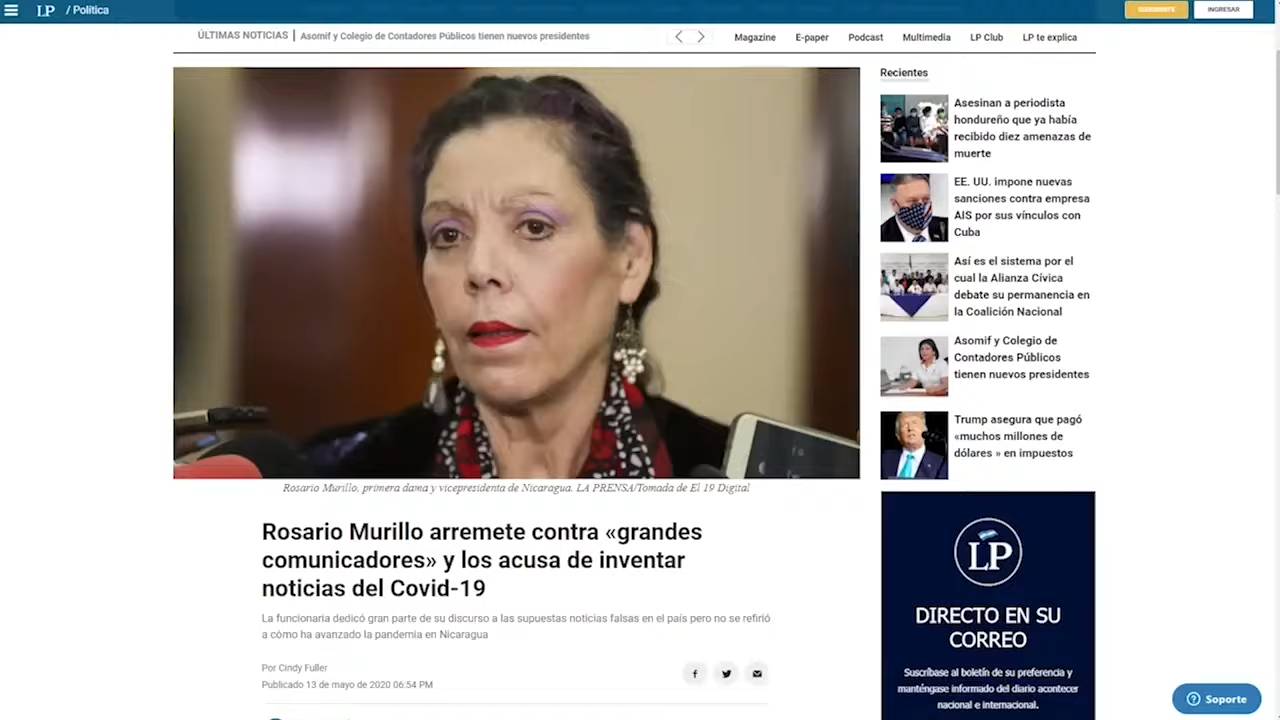 LP / Política
SUSCRIBIRTE
INGRESAR
ÚLTIMAS NOTICIAS | Asomif y Colegio de Contadores Públicos tienen nuevos presidentes
Magazine E-paper Podcast Multimedia LP Club LP te explica
Rosario Murillo, primera dama y vicepresidenta de Nicaragua. LA PRENSA/Tomada de El 19 Digital
Rosario Murillo arremete contra «grandes
comunicadores» y los acusa de inventar
noticias del Covid-19
La funcionaria dedicó gran parte de su discurso a las supuestas noticias falsas en el país pero no se refirió
a cómo ha avanzado la pandemia en Nicaragua
Por Cindy Fuller
Publicado 13 de mayo de 2020 06:54 PM
Recientes
Asesinan a periodista
hondureño que ya había
recibido diez amenazas de
muerte
EE. UU. impone nuevas
sanciones contra empresa
AIS por sus vínculos con
Cuba
Así es el sistema por el
cual la Alianza Cívica
debate su permanencia en
la Coalición Nacional
Asomif y Colegio de
Contadores Públicos
tienen nuevos presidentes
Trump asegura que pagó
«muchos millones de
dólares » en impuestos
LP
DIRECTO EN SU
CORREO
Suscríbase al boletín de su preferencia y
manténgase informado del diario acontecer
nacional e internacional.
Soporte